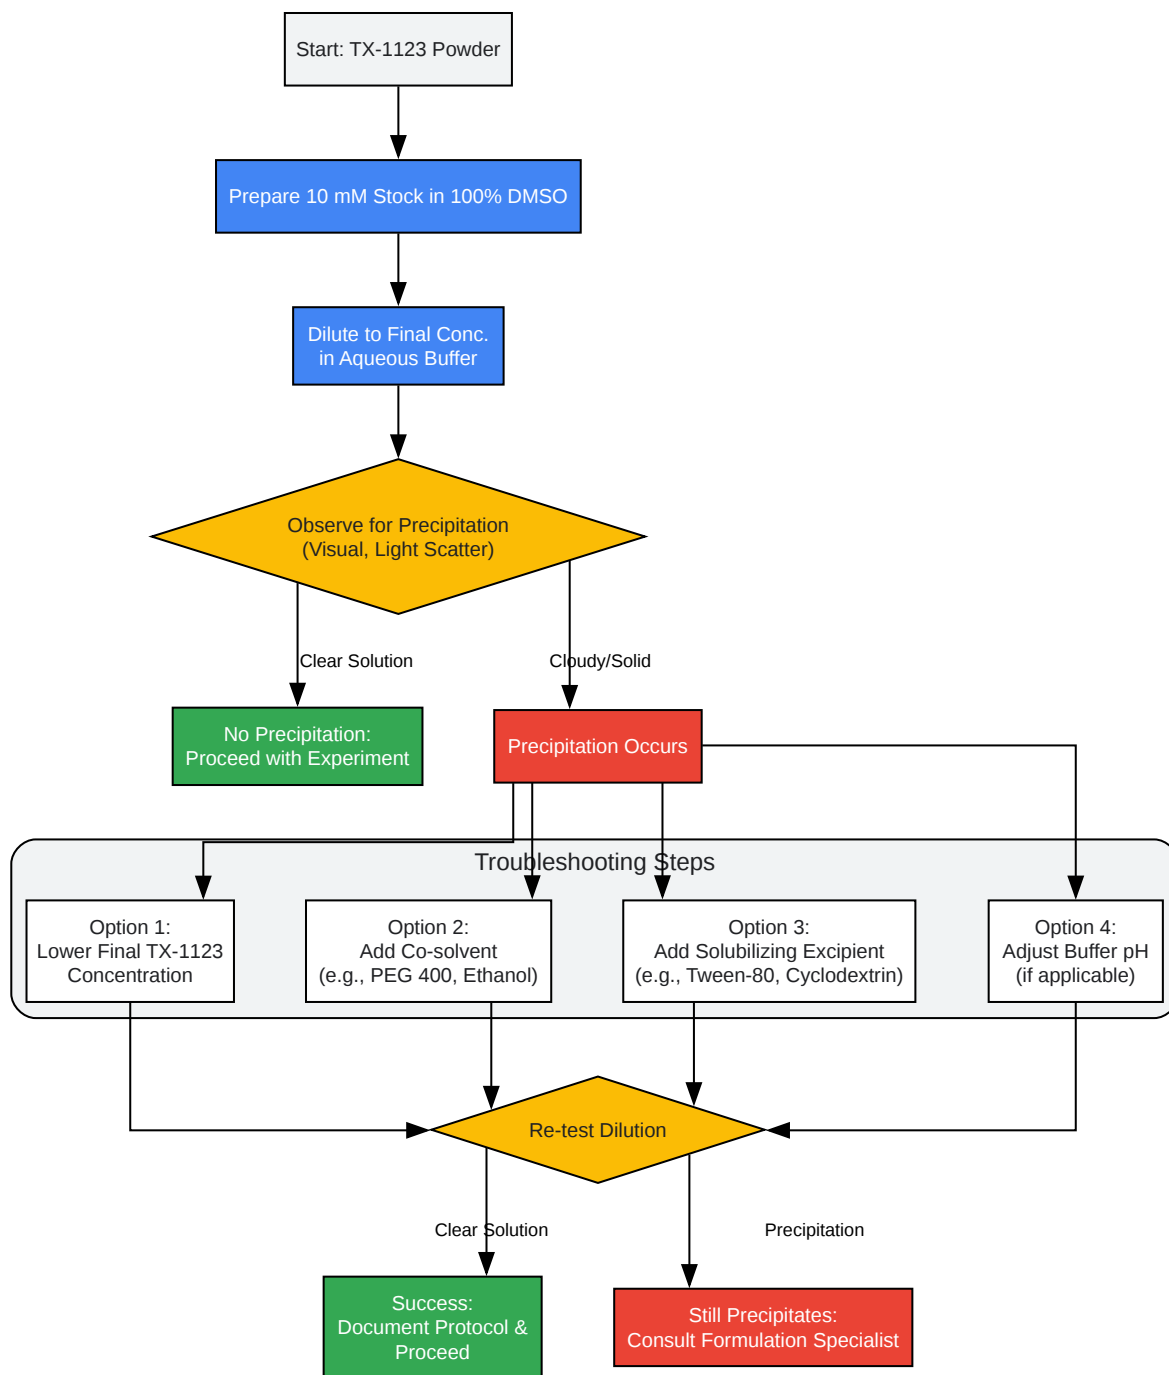 Start: TX-1123 Powder
Prepare 10 mM Stock in 100% DMSO
Dilute to Final Conc.
in Aqueous Buffer
Observe for Precipitation
(Visual, Light Scatter)
Clear Solution
Cloudy/Solid
No Precipitation:
Proceed with Experiment
Precipitation Occurs
Troubleshooting Steps
Option 1:
Lower Final TX-1123
Concentration
Option 2:
Add Co-solvent
(e.g., PEG 400, Ethanol)
Option 3:
Add Solubilizing Excipient
(e.g., Tween-80, Cyclodextrin)
Option 4:
Adjust Buffer pH
(if applicable)
Re-test Dilution
Clear Solution
Precipitation
Success:
Document Protocol &
Proceed
Still Precipitates:
Consult Formulation Specialist